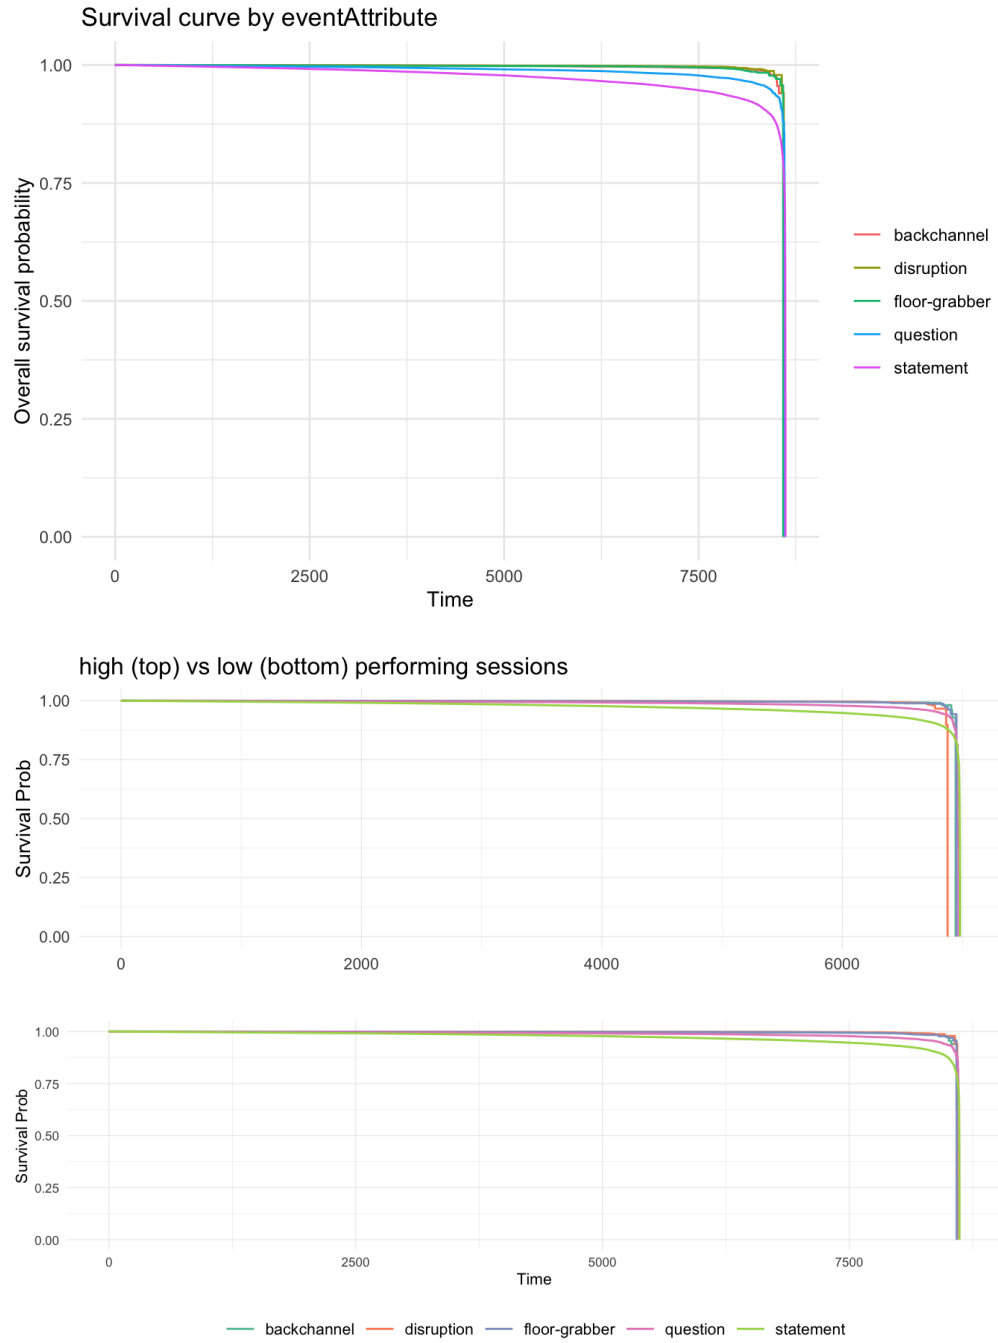 Survival curve by eventAttribute
Overall survival probability
1.00
0.75
0.50
0.25
0.00
0
2500
5000
7500
Time
backchannel
disruption
floor-grabber
question
statement
high (top) vs low (bottom) performing sessions
Survival Prob
1.00
0.75
0.50
0.25
0.00
0
2000
4000
6000
Survival Prob
1.00
0.75
0.50
0.25
0.00
0
2500
5000
7500
Time
backchannel disruption floor-grabber question statement